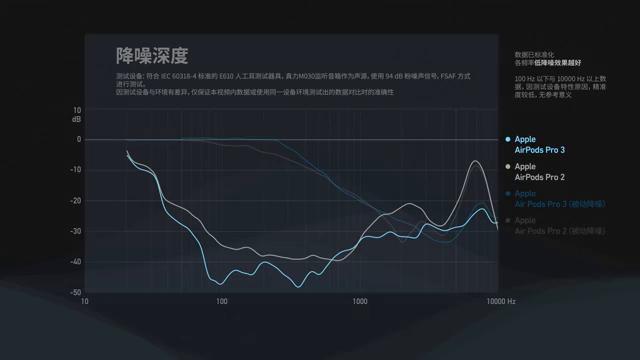 降噪深度
测试设备: 符合 IEC 60318-4 标准的 E610 人工耳测试器具, 真力M030监听音箱作为声源, 使用 94 dB 粉噪声信号, FSAF 方式
进行测试。
因测试设备与环境有差异, 仅保证本视频内数据或使用同一设备环境测试出的数据对比时的准确性
数据已标准化
各频率低降噪效果越好
100 Hz 以下与 10000 Hz 以上数
据, 因测试设备特性原因, 精准
度较低, 无参考意义
10
dB
0
-10
-20
-30
-40
-50
10
100
1000
10000 Hz
Apple
AirPods Pro 3
Apple
AirPods Pro 2
Apple
Air Pods Pro 3 (被动降噪)
Apple
Air Pods Pro 2 (被动降噪)